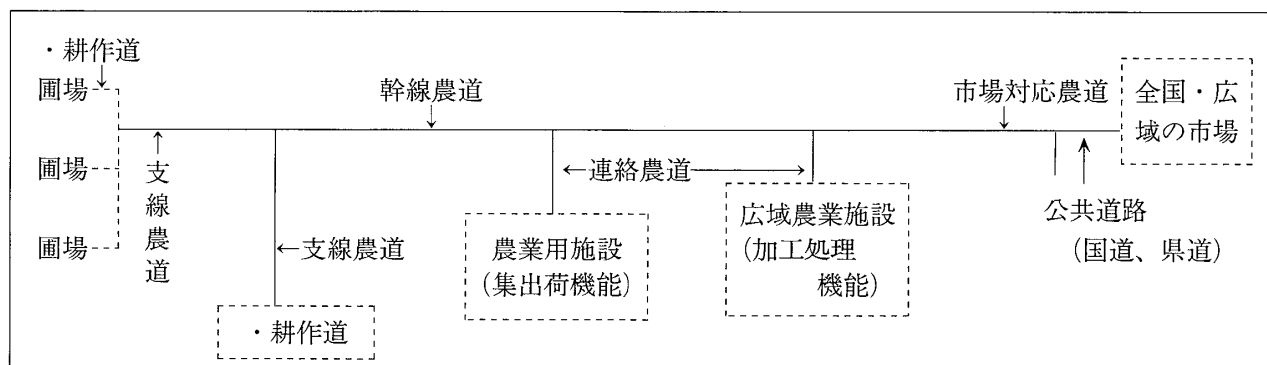 ・耕作道
圃場
圃場
圃場
支線農道
幹線農道
市場対応農道
全国・広
域の市場
←連絡農道→
←支線農道
農業用施設
(集出荷機能)
広域農業施設
(加工処理
機能)
公共道路
(国道、県道)
・耕作道